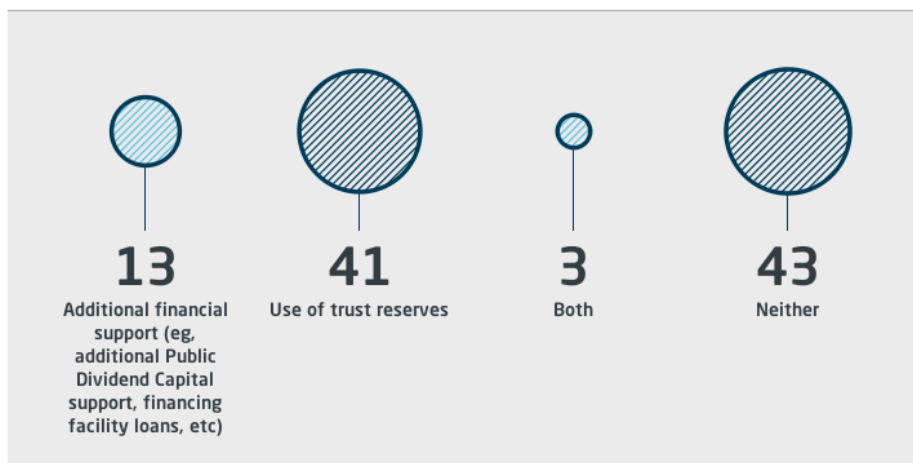 13
Additional financial
support (eg,
additional Public
Dividend Capital
support, financing
facility loans, etc)
41
Use of trust reserves
3
Both
43
Neither